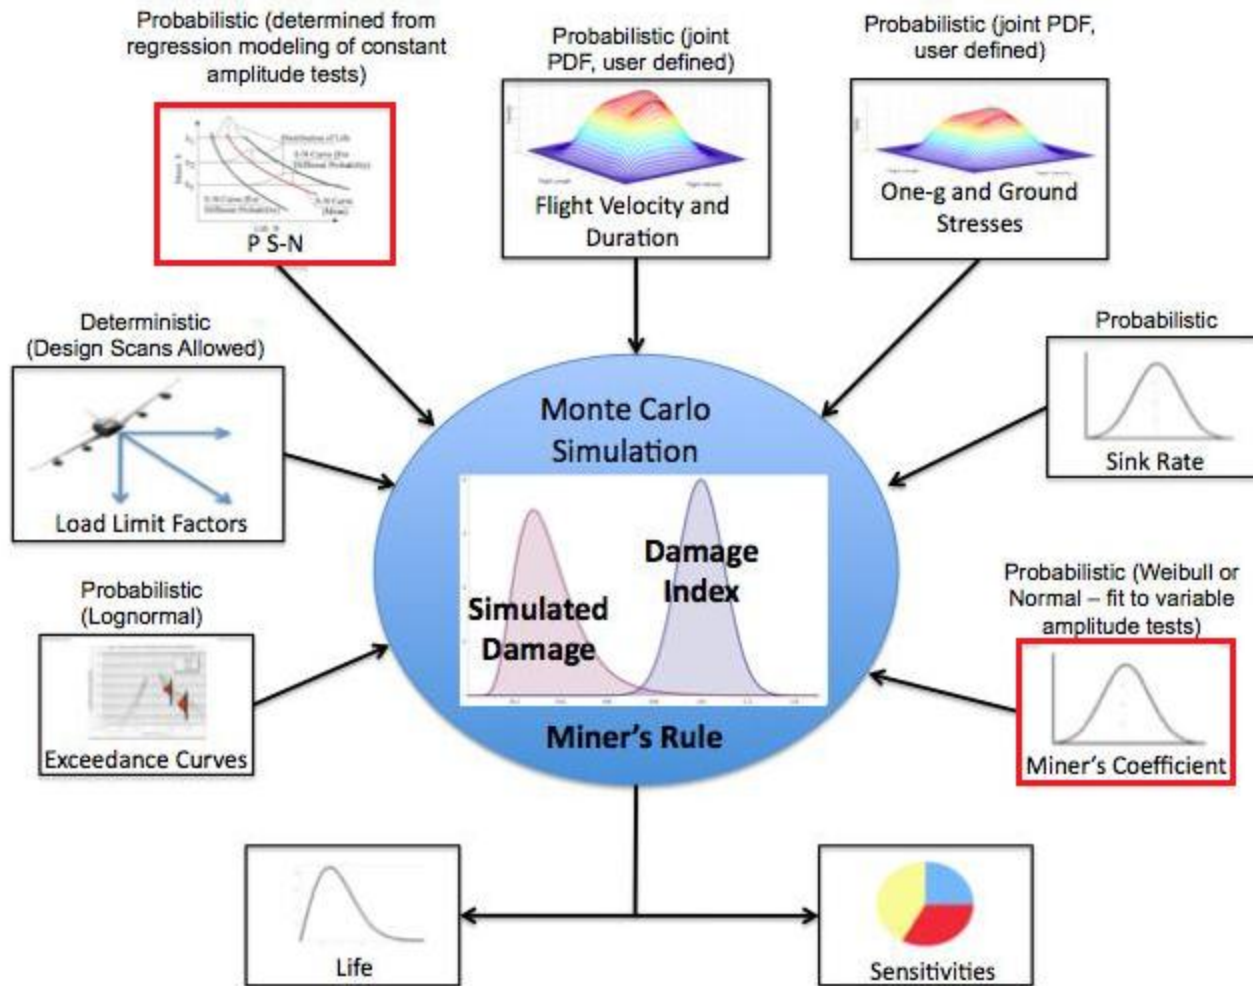 Probabilistic (determined from
regression modeling of constant
amplitude tests)
P S-N
Probabilistic (joint
PDF, user defined)
Flight Velocity and
Duration
Probabilistic (joint PDF,
user defined)
One-g and Ground
Stresses
Deterministic
(Design Scans Allowed)
Load Limit Factors
Probabilistic
Sink Rate
Monte Carlo
Simulation
Simulated
Damage
Damage
Index
Miner's Rule
Probabilistic
(Lognormal)
Exceedance Curves
Probabilistic (Weibull or
Normal – fit to variable
amplitude tests)
Miner's Coefficient
Life
Sensitivities